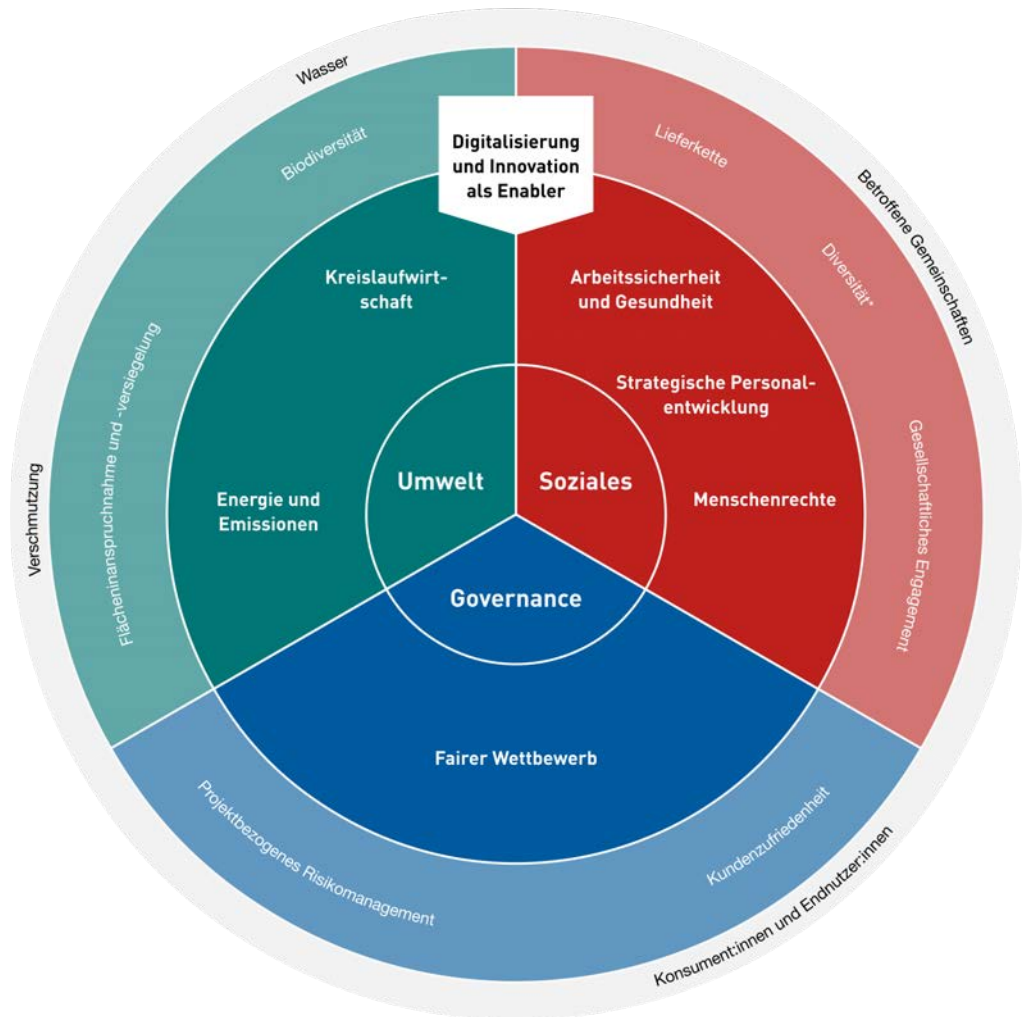 Wasser
Biodiversität
Lieferkette
Digitalisierung
und Innovation
als Enabler
Betroffene Gemeinschaften
Diversität*
Kreislaufwirt-
schaft
Arbeitssicherheit
und Gesundheit
Strategische Personal-
entwicklung
Flächeninanspruchnahme und -versiegelung
Verschmutzung
Umwelt
Soziales
Energie und
Emissionen
Menschenrechte
Gesellschaftliches Engagement
Governance
Fairer Wettbewerb
Projektbezogenes Risikomanagement
Kundenzufriedenheit
Konsument:innen und Endnutzer:innen